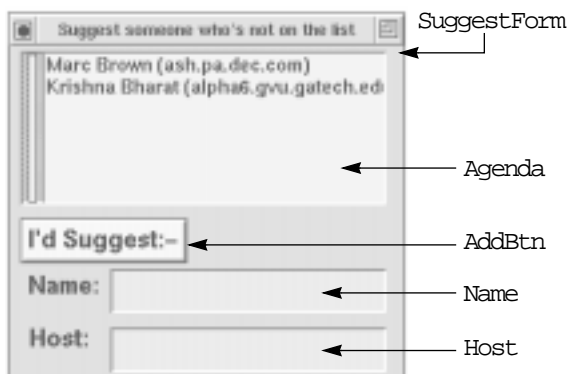 Suggest someone who's not on the list
SuggestForm
Marc Brown (ash.pa.dec.com)
Krishna Bharat (alpha6.gvu.gatech.ed
Agenda
I'd Suggest:-
AddBtn
Name:
Name
Host:
Host